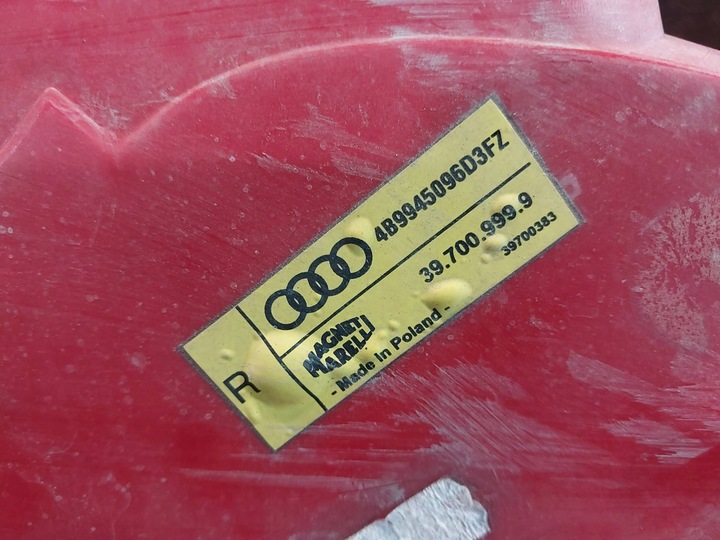 4B9945096D3FZ
39.700.999.9
39700383
MAGNETI
MARELLI
- Made in Poland -
R